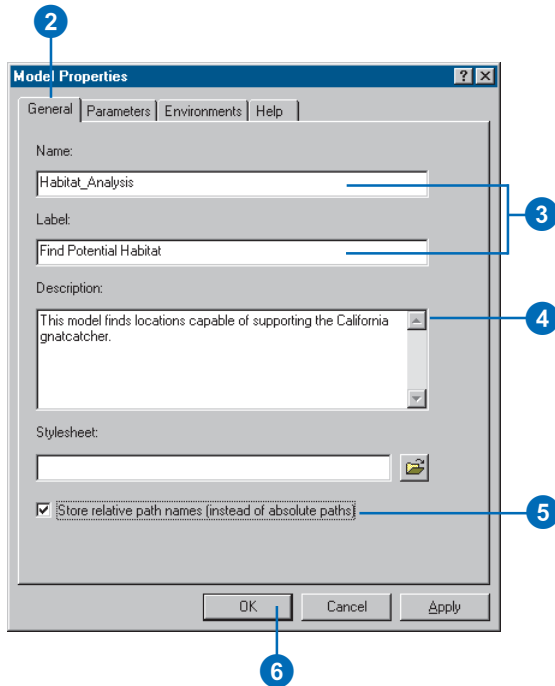 2
Model Properties
General Parameters Environments Help
Name:
Habitat_Analysis
3
Label:
Find Potential Habitat
Description:
This model finds locations capable of supporting the California
gnatcatcher.
4
Stylesheet:
Store relative path names (instead of absolute paths)
5
OK Cancel Apply
6